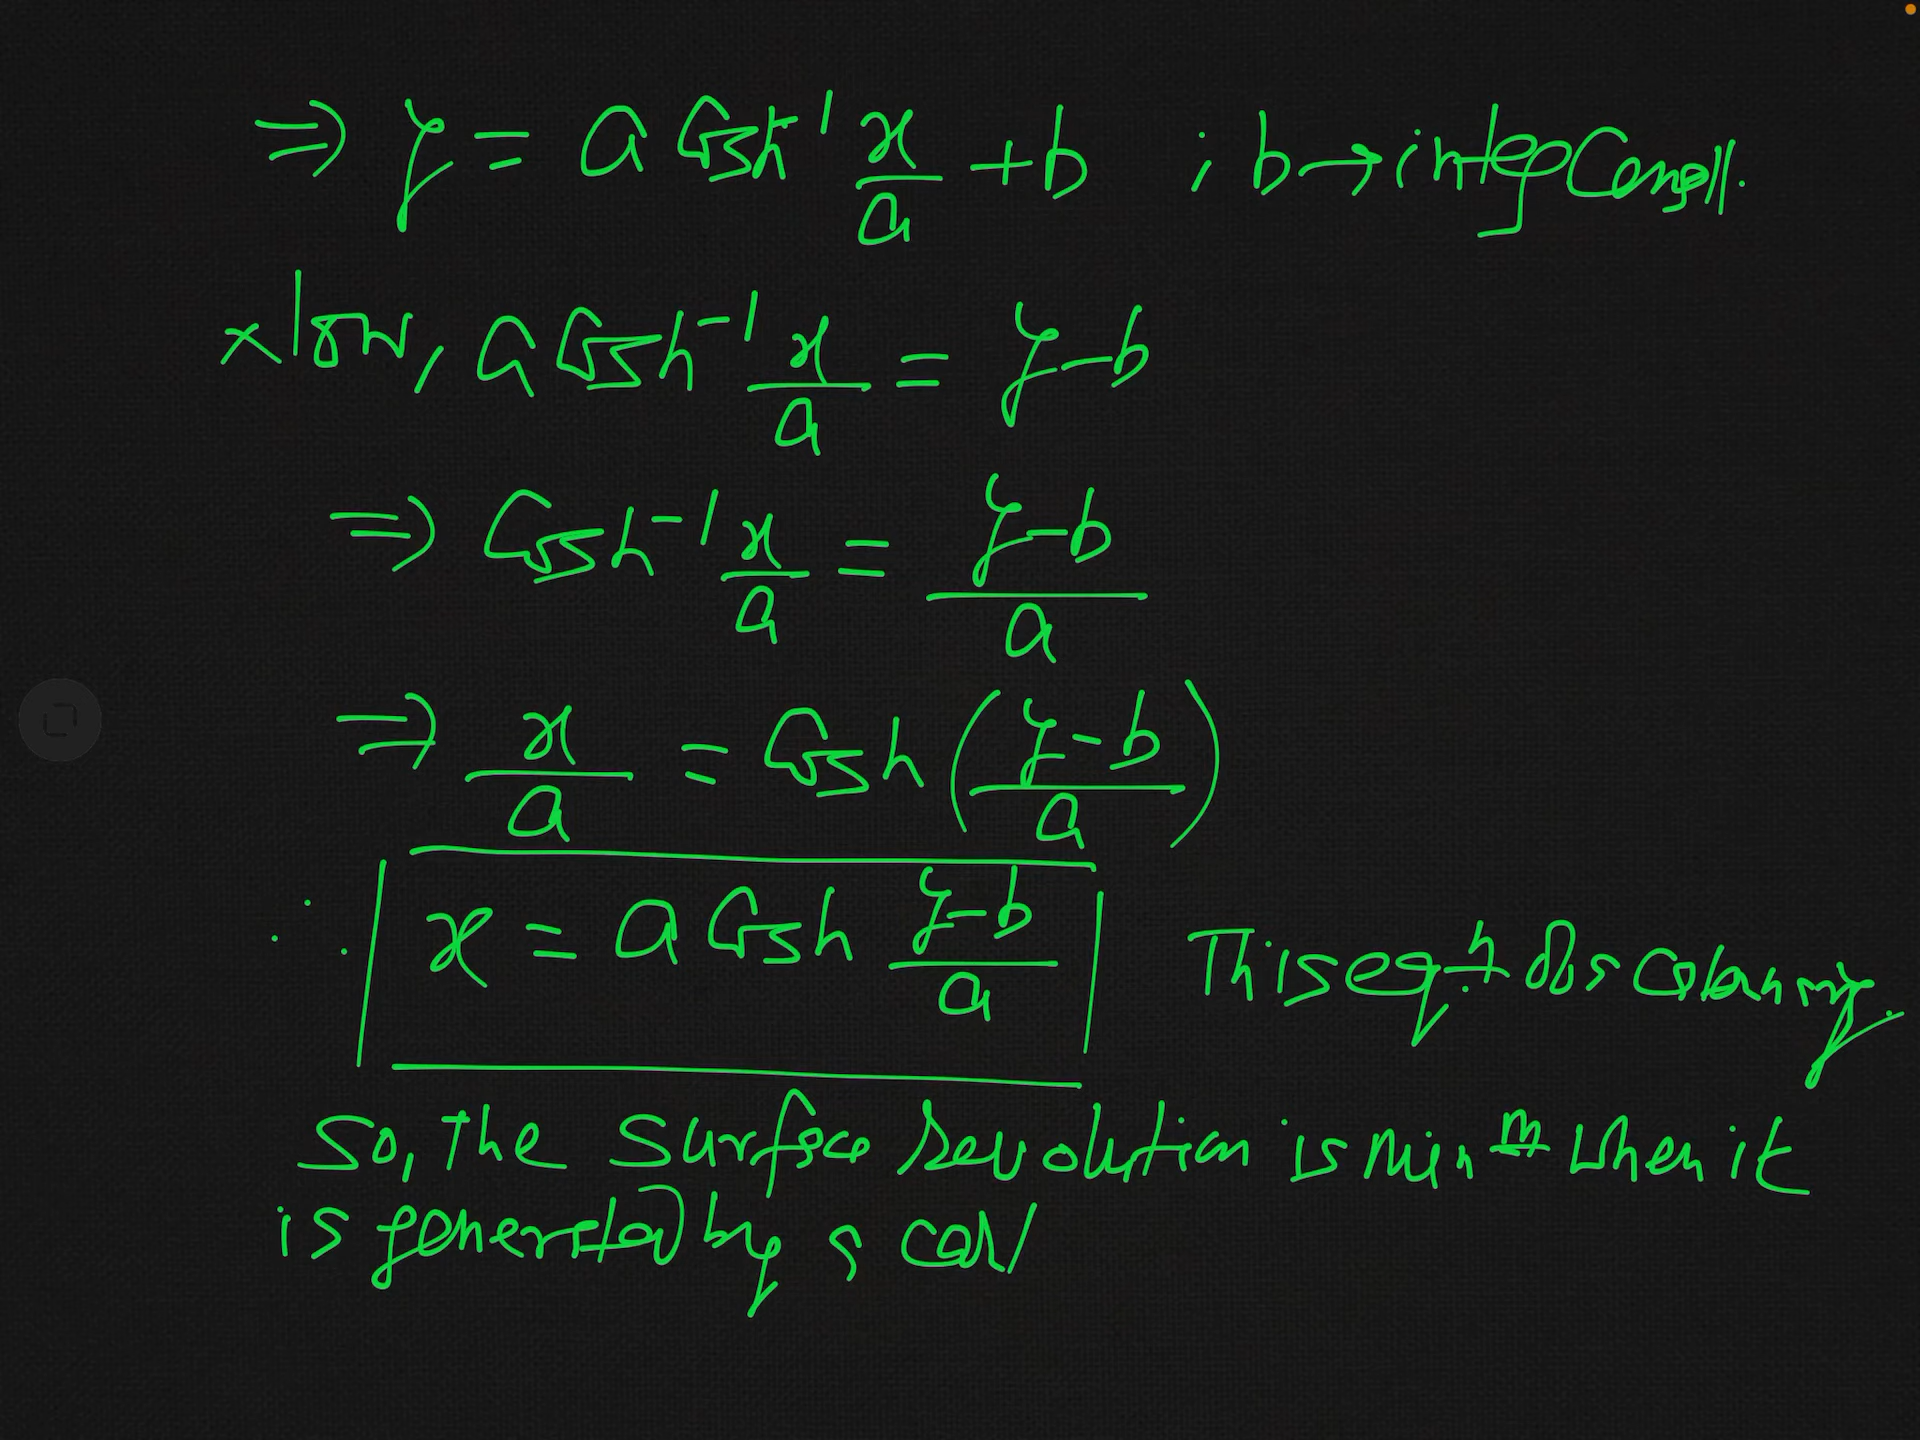 ⇒ y = a Cosh⁻¹ x/a + b ; b → integ Const.
Now, a Cosh⁻¹ x/a = y - b
⇒ Cosh⁻¹ x/a = (y - b)/a
⇒ x/a = Cosh ((y - b)/a)
∴ x = a Cosh (y - b)/a This eqn of a Catenary.
So, the surface revolution is minm when it
is generated by a